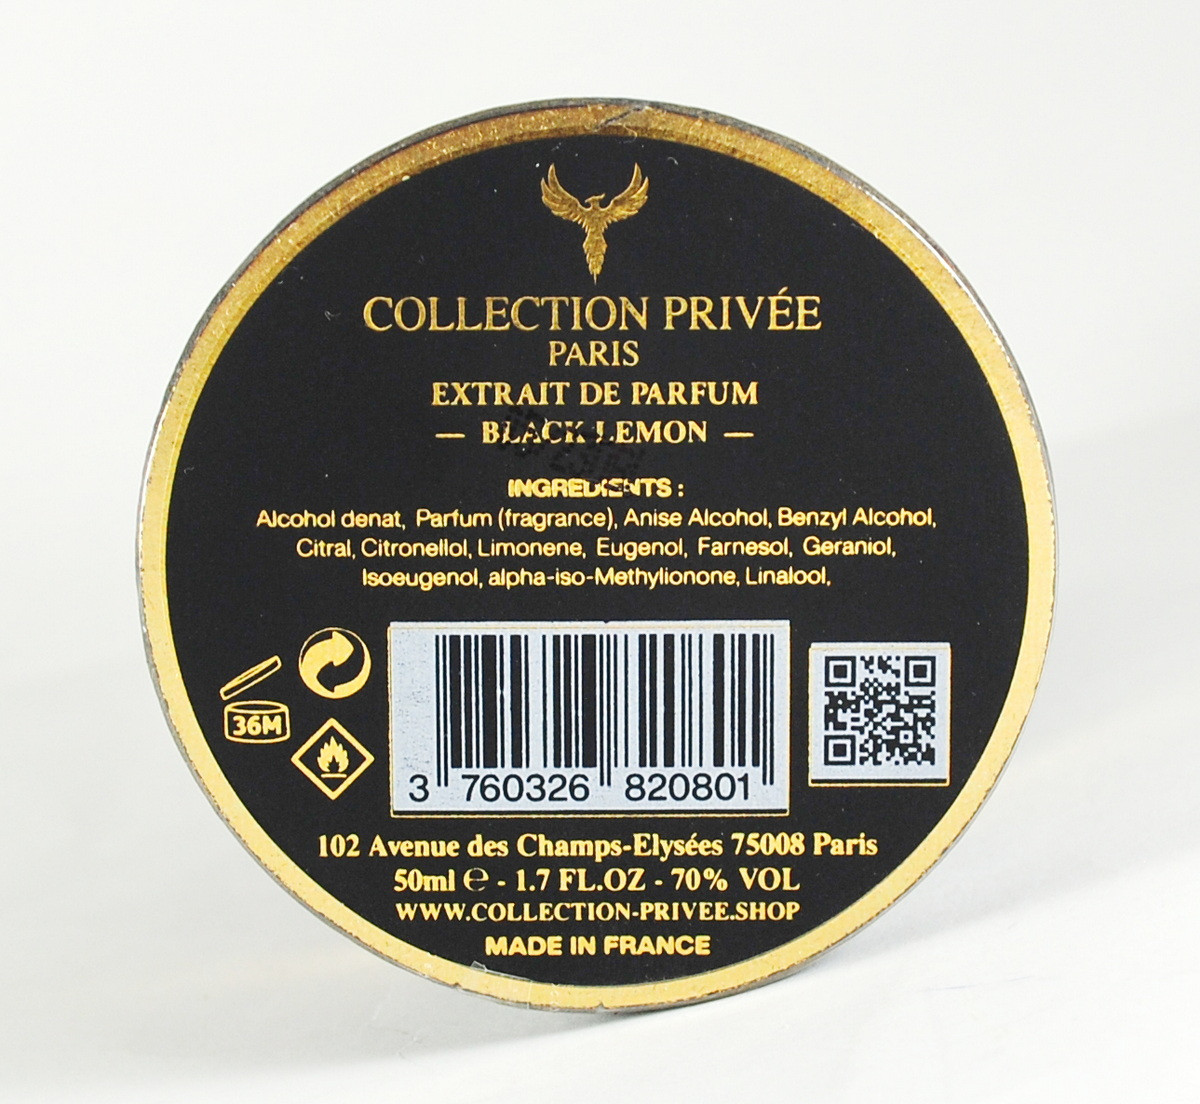 COLLECTION PRIVÉE
PARIS
EXTRAIT DE PARFUM
— BLACK LEMON —
INGREDIENTS :
Alcohol denat, Parfum (fragrance), Anise Alcohol, Benzyl Alcohol,
Citral, Citronellol, Limonene, Eugenol, Farnesol, Geraniol,
Isoeugenol, alpha-iso-Methylionone, Linalool,
36M
3 760326 820801
102 Avenue des Champs-Elysées 75008 Paris
50ml ℮ - 1.7 FL.OZ - 70% VOL
WWW.COLLECTION-PRIVEE.SHOP
MADE IN FRANCE